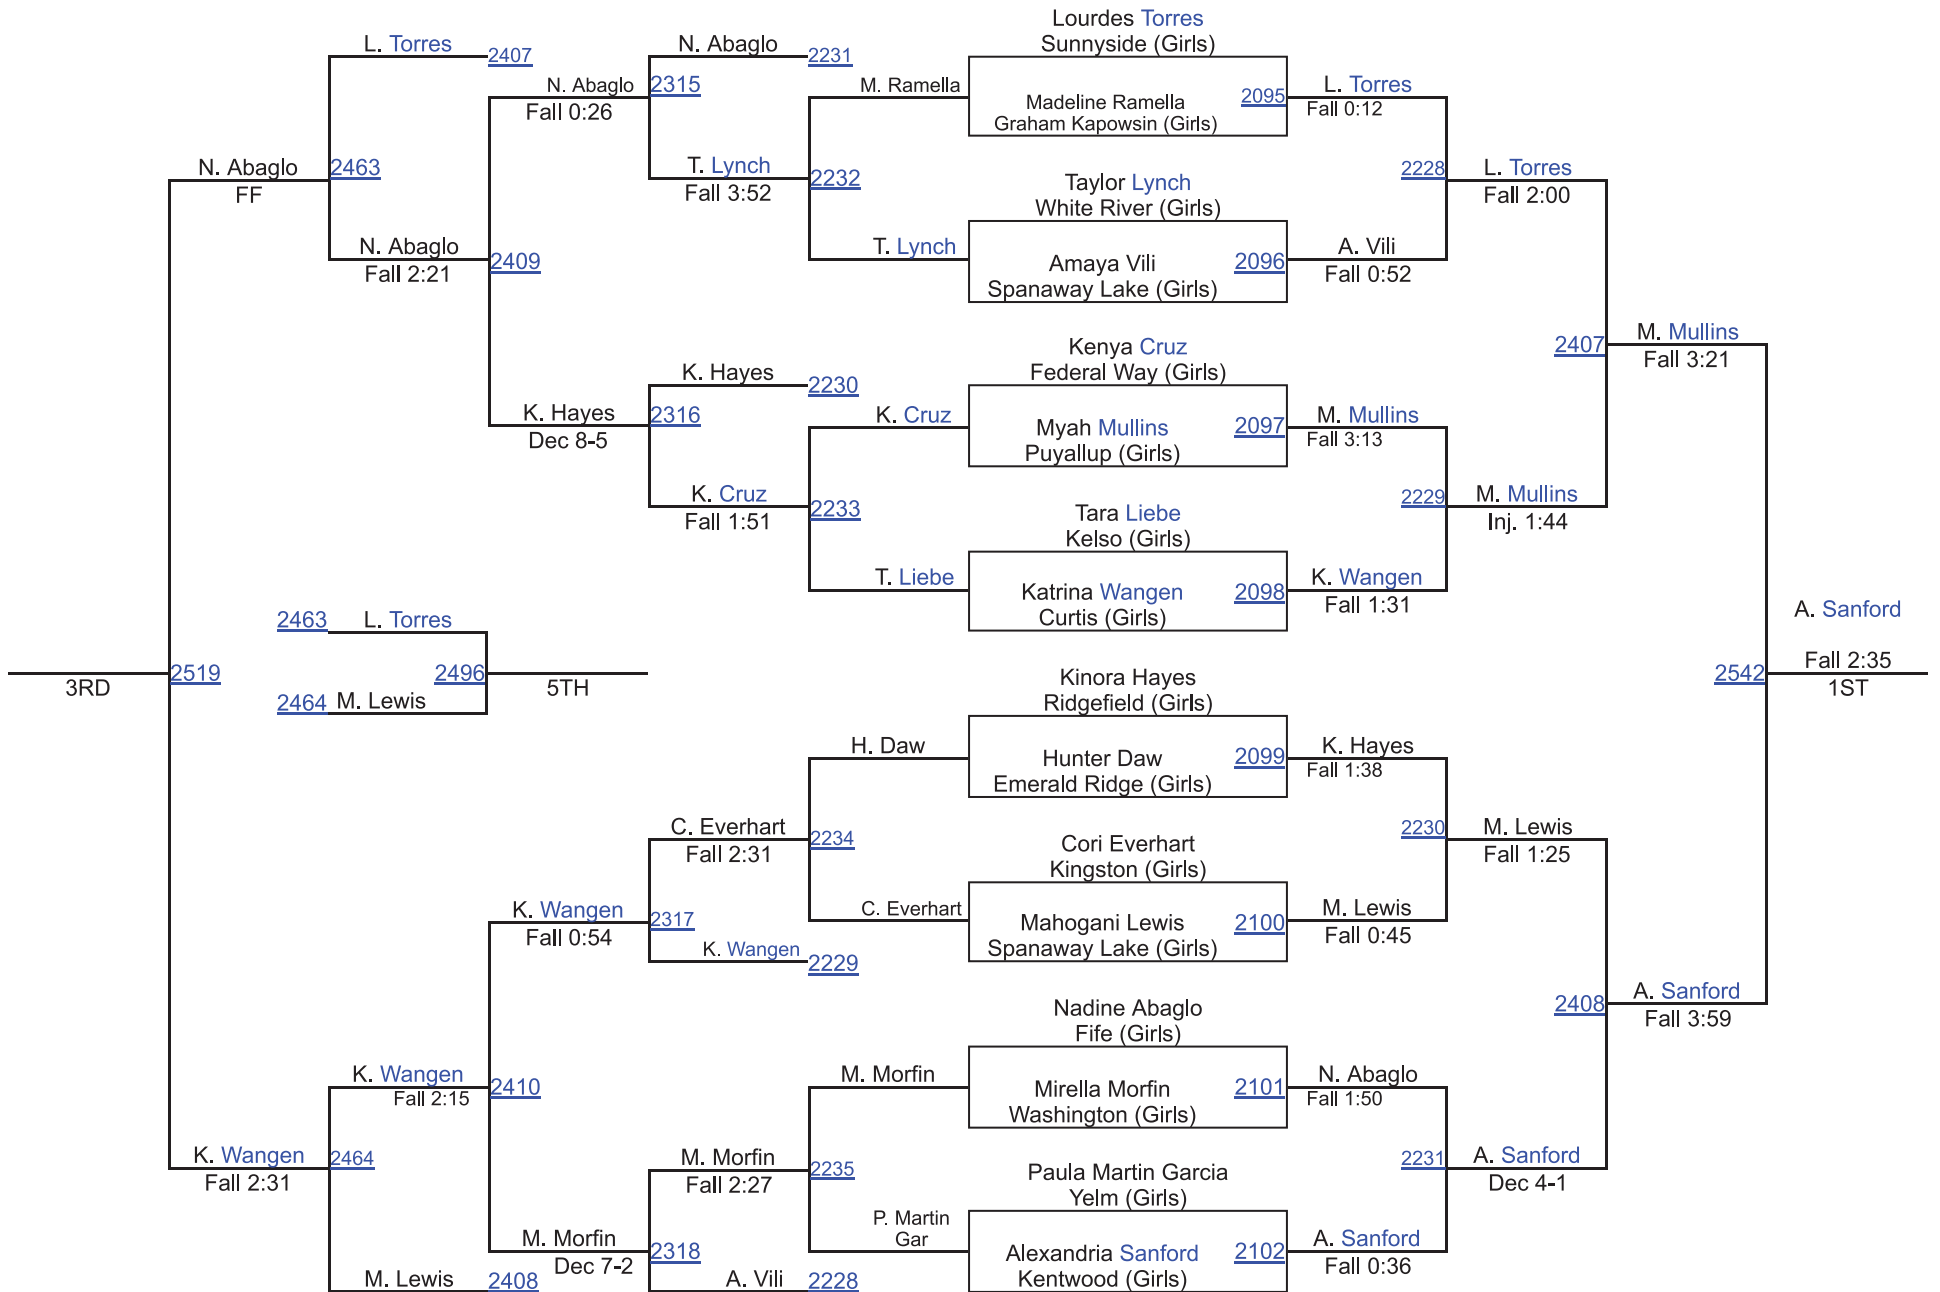 Lourdes Torres
L. Torres
2407
N. Abaglo
2231
Sunnyside (Girls)
N. Abaglo
2315
M. Ramella
Madeline Ramella
2095
L. Torres
Fall 0:26
Graham Kapowsin (Girls)
Fall 0:12
N. Abaglo
2463
T. Lynch
2232
Taylor Lynch
2228
L. Torres
FF
Fall 3:52
White River (Girls)
Fall 2:00
N. Abaglo
2409
T. Lynch
Amaya Vili
2096
A. Vili
Fall 2:21
Spanaway Lake (Girls)
Fall 0:52
Kenya Cruz
2407
M. Mullins
K. Hayes
2230
Federal Way (Girls)
Fall 3:21
K. Hayes
2316
K. Cruz
Myah Mullins
2097
M. Mullins
Dec 8-5
Puyallup (Girls)
Fall 3:13
K. Cruz
2233
Tara Liebe
2229
M. Mullins
Fall 1:51
Kelso (Girls)
Inj. 1:44
T. Liebe
Katrina Wangen
2098
K. Wangen
Curtis (Girls)
Fall 1:31
2463
L. Torres
A. Sanford
2519
2496
2542
Fall 2:35
3RD
5TH
1ST
2464
M. Lewis
Kinora Hayes
Ridgefield (Girls)
H. Daw
Hunter Daw
2099
K. Hayes
Emerald Ridge (Girls)
Fall 1:38
C. Everhart
2234
Cori Everhart
2230
M. Lewis
Fall 2:31
Kingston (Girls)
Fall 1:25
K. Wangen
2317
C. Everhart
Mahogani Lewis
2100
M. Lewis
Fall 0:54
Spanaway Lake (Girls)
Fall 0:45
K. Wangen
2229
Nadine Abaglo
2408
A. Sanford
Fife (Girls)
Fall 3:59
K. Wangen
2410
M. Morfin
Mirella Morfin
2101
N. Abaglo
Fall 2:15
Washington (Girls)
Fall 1:50
K. Wangen
2464
M. Morfin
2235
Paula Martin Garcia
2231
A. Sanford
Fall 2:31
Fall 2:27
Yelm (Girls)
Dec 4-1
P. Martin
Gar
M. Morfin
2318
Alexandria Sanford
2102
A. Sanford
Dec 7-2
Kentwood (Girls)
Fall 0:36
M. Lewis
2408
A. Vili
2228